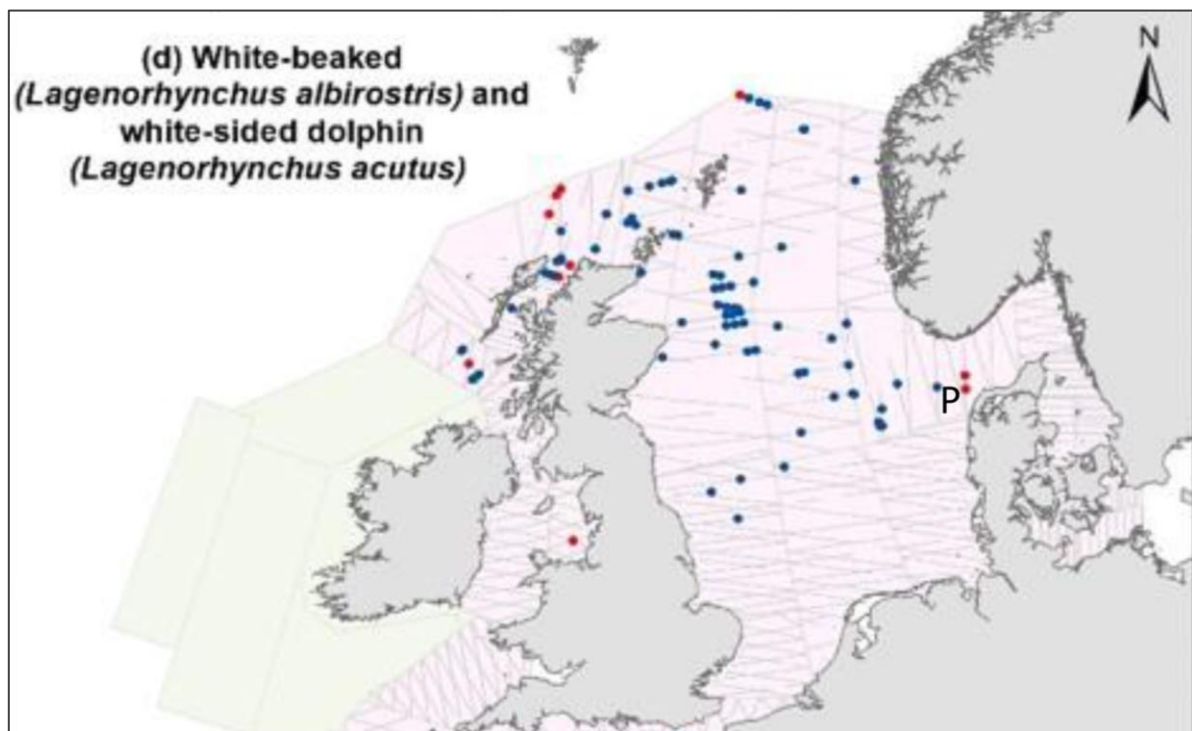 (d) White-beaked
(Lagenorhynchus albirostris) and
white-sided dolphin
(Lagenorhynchus acutus)
N
P